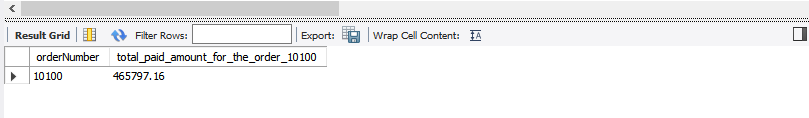 Result Grid Filter Rows: Export: Wrap Cell Content:
orderNumber total_paid_amount_for_the_order_10100
10100 465797.16